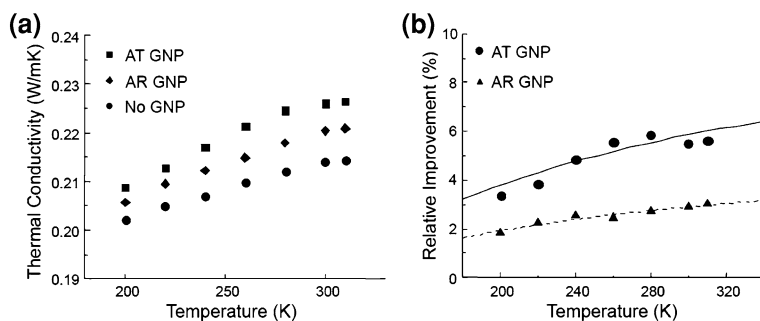 (a)
Thermal Conductivity (W/mK)
0.23
0.22
0.21
0.20
0.19
AT GNP
AR GNP
No GNP
200
250
300
Temperature (K)
(b)
Relative Improvement (%)
10
8
6
4
2
0
AT GNP
AR GNP
200
240
280
320
Temperature (K)